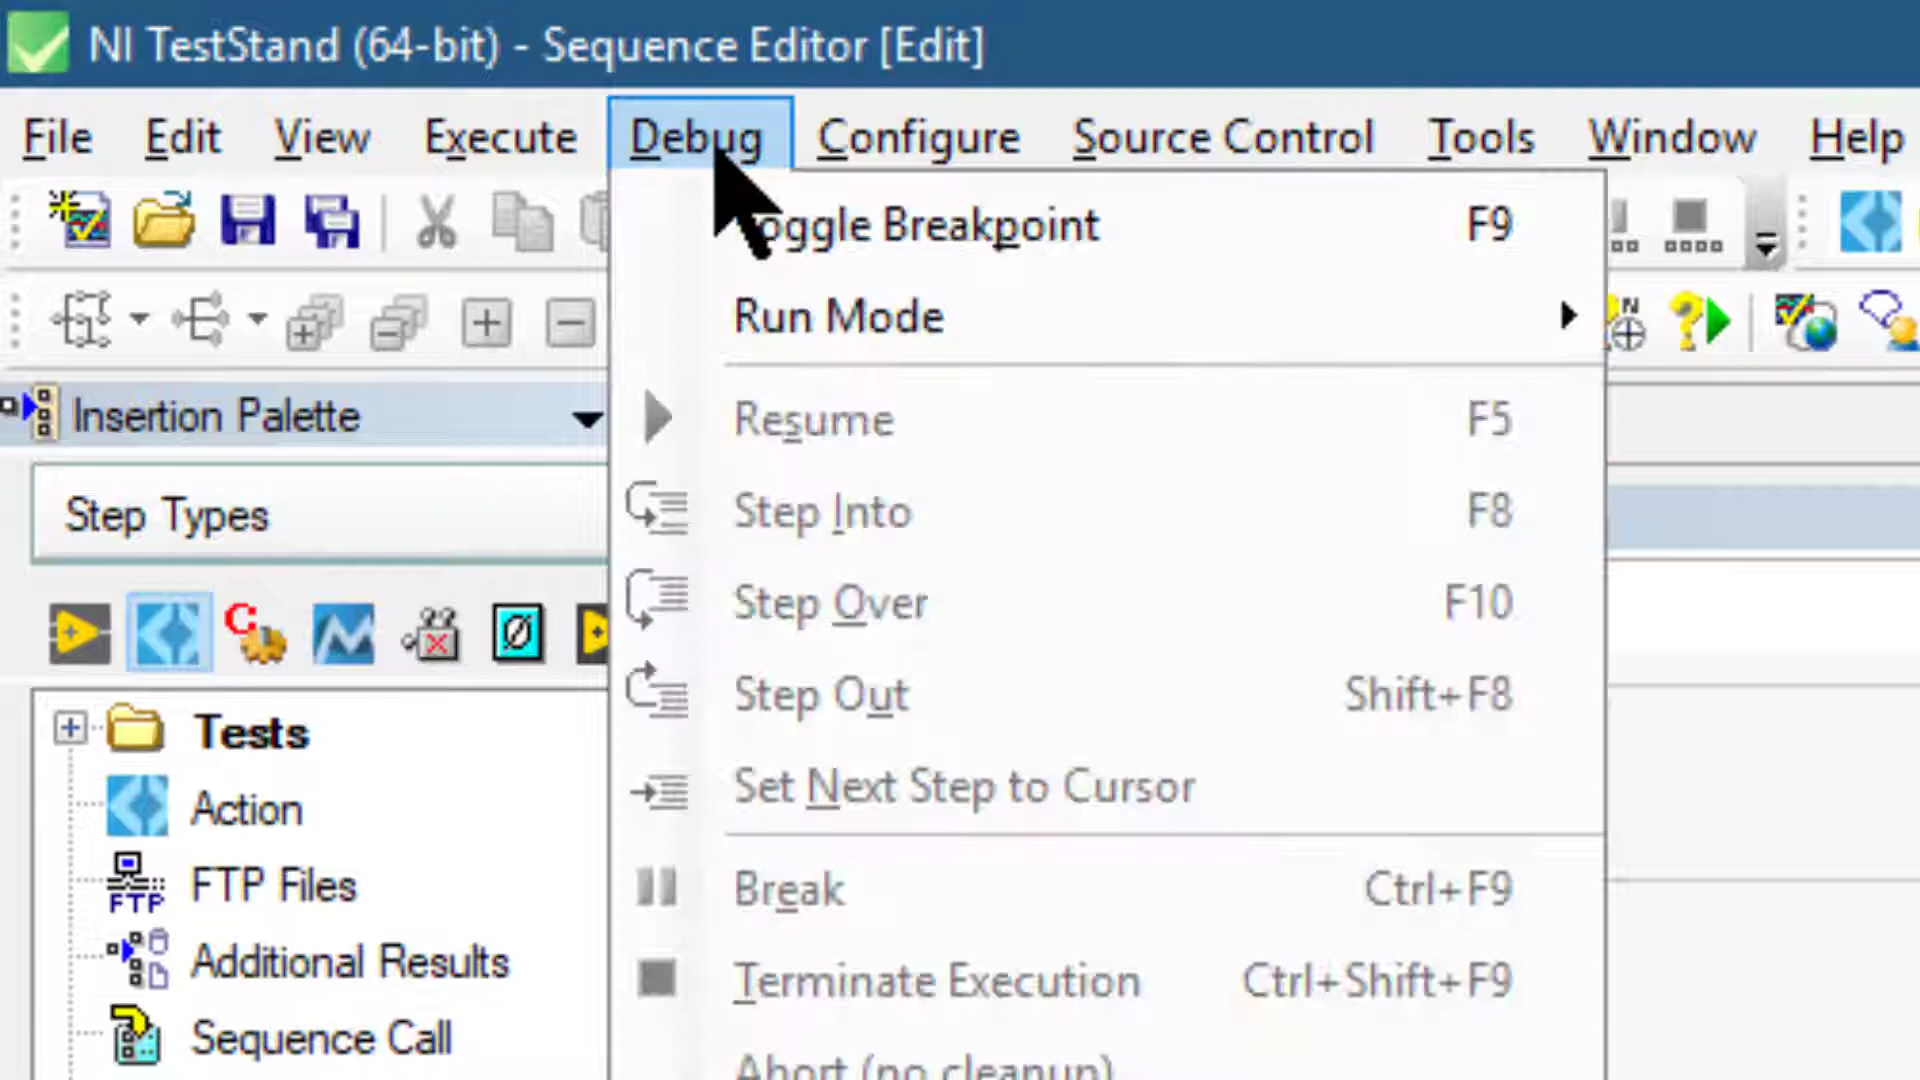 NI TestStand (64-bit) - Sequence Editor [Edit]
File Edit View Execute Debug Configure Source Control Tools Window Help
oggle Breakpoint F9
Run Mode
Insertion Palette
Resume F5
Step Types
Step Into F8
Step Over F10
Step Out Shift+F8
Tests
Set Next Step to Cursor
Action
FTP Files
FTP
Break Ctrl+F9
Additional Results
Terminate Execution Ctrl+Shift+F9
Sequence Call
Abort (no cleanup)